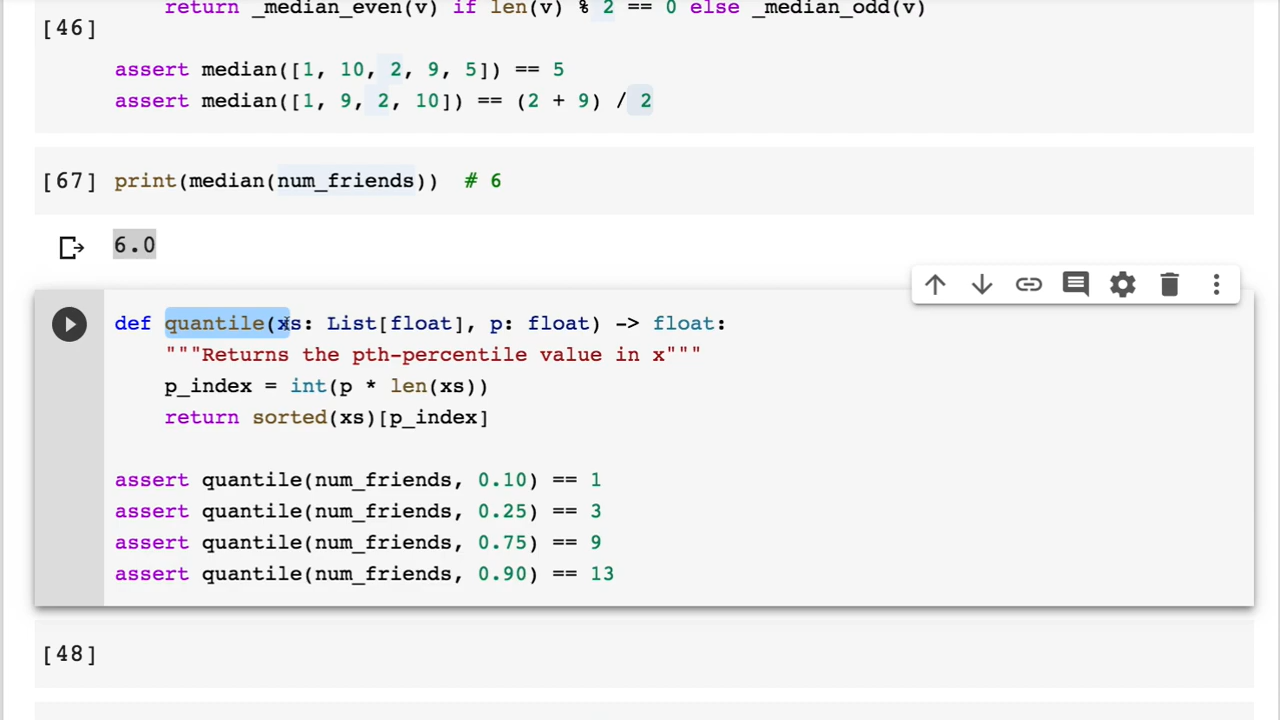 return _median_even(v) if len(v) % 2 == 0 else _median_odd(v)
[46]
assert median([1, 10, 2, 9, 5]) == 5
assert median([1, 9, 2, 10]) == (2 + 9) / 2
[67] print(median(num_friends))  # 6
6.0
def quantile(xs: List[float], p: float) -> float:
"""Returns the pth-percentile value in x"""
p_index = int(p * len(xs))
return sorted(xs)[p_index]
assert quantile(num_friends, 0.10) == 1
assert quantile(num_friends, 0.25) == 3
assert quantile(num_friends, 0.75) == 9
assert quantile(num_friends, 0.90) == 13
[48]